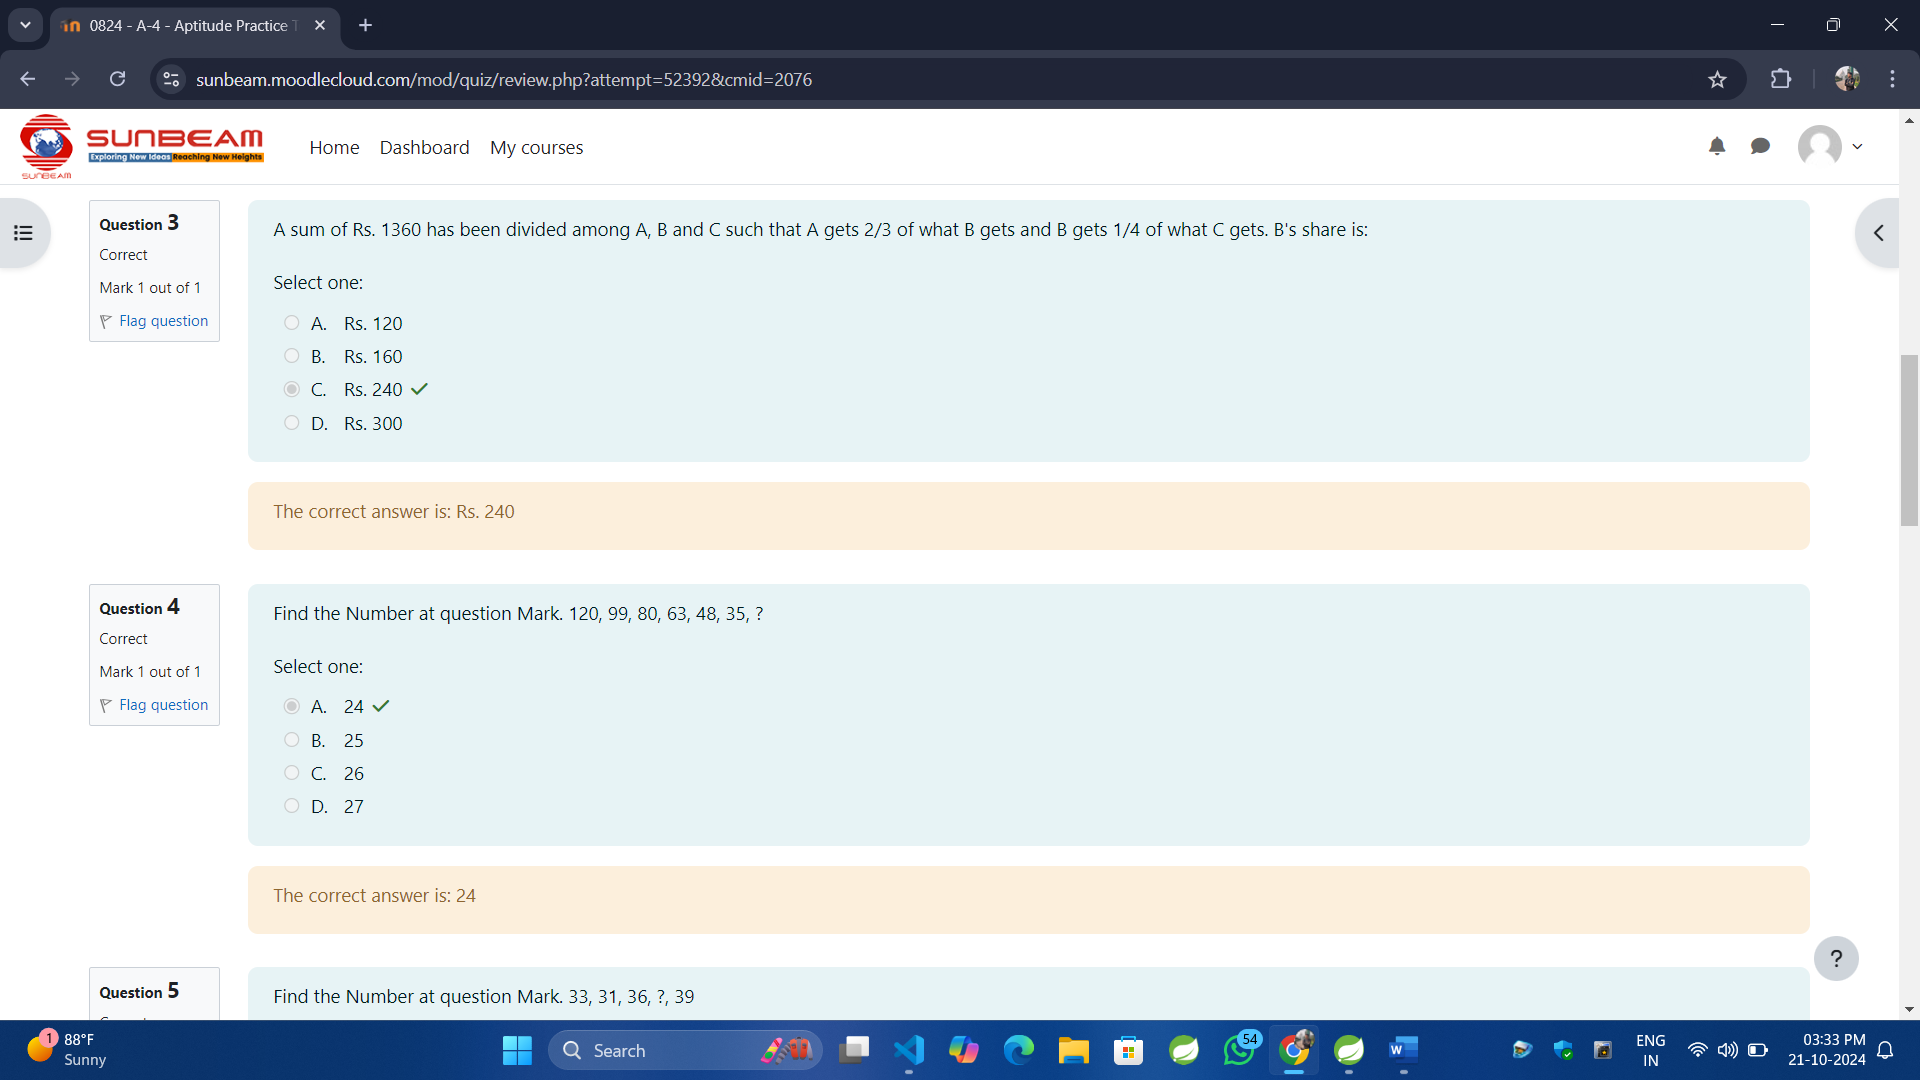 0824 - A-4 - Aptitude Practice T
sunbeam.moodlecloud.com/mod/quiz/review.php?attempt=52392&cmid=2076
SUNBEAM
Exploring New Ideas Reaching New Heights
SUNBEAM
Home Dashboard My courses
Question 3
Correct
Mark 1 out of 1
Flag question
A sum of Rs. 1360 has been divided among A, B and C such that A gets 2/3 of what B gets and B gets 1/4 of what C gets. B's share is:
Select one:
A. Rs. 120
B. Rs. 160
C. Rs. 240
D. Rs. 300
The correct answer is: Rs. 240
Question 4
Correct
Mark 1 out of 1
Flag question
Find the Number at question Mark. 120, 99, 80, 63, 48, 35, ?
Select one:
A. 24
B. 25
C. 26
D. 27
The correct answer is: 24
?
Question 5
Find the Number at question Mark. 33, 31, 36, ?, 39
1
88°F
Sunny
Search
54
W
ENG
IN
03:33 PM
21-10-2024